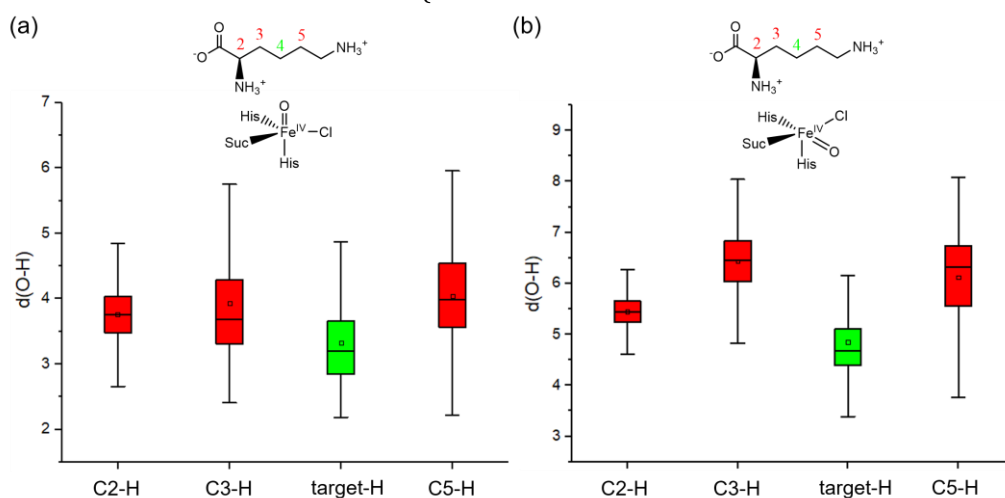 (a)
O
-O
2
3
4
5
NH3+
NH3+
O
His
FeIV
Cl
Suc
His
7
6
5
4
3
2
d(O-H)
C2-H C3-H target-H C5-H
(b)
O
-O
2
3
4
5
NH3+
NH3+
His
FeIV
Cl
Suc
O
His
9
8
7
6
5
4
3
d(O-H)
C2-H C3-H target-H C5-H